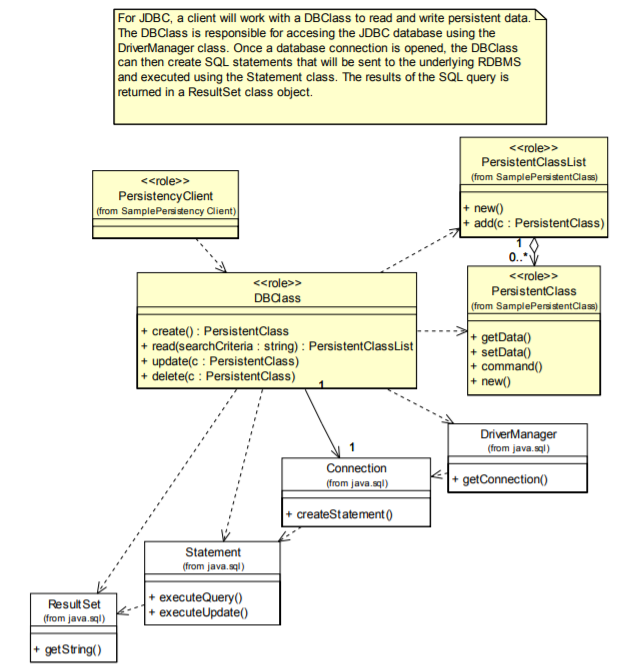 For JDBC, a client will work with a DBClass to read and write persistent data.
The DBClass is responsible for accesing the JDBC database using the
DriverManager class. Once a database connection is opened, the DBClass
can then create SQL statements that will be sent to the underlying RDBMS
and executed using the Statement class. The results of the SQL query is
returned in a ResultSet class object.
<<role>>
PersistentClassList
(from SamplePersistentClass)
+ new()
+ add(c : PersistentClass)
<<role>>
PersistencyClient
(from SamplePersistency Client)
1
0..*
<<role>>
DBClass
+ create() : PersistentClass
+ read(searchCriteria : string) : PersistentClassList
+ update(c : PersistentClass)
+ delete(c : PersistentClass)
1
<<role>>
PersistentClass
(from SamplePersistentClass)
+ getData()
+ setData()
+ command()
+ new()
DriverManager
(from java.sql)
+ getConnection()
1
Connection
(from java.sql)
+ createStatement()
Statement
(from java.sql)
+ executeQuery()
+ executeUpdate()
ResultSet
(from java.sql)
+ getString()